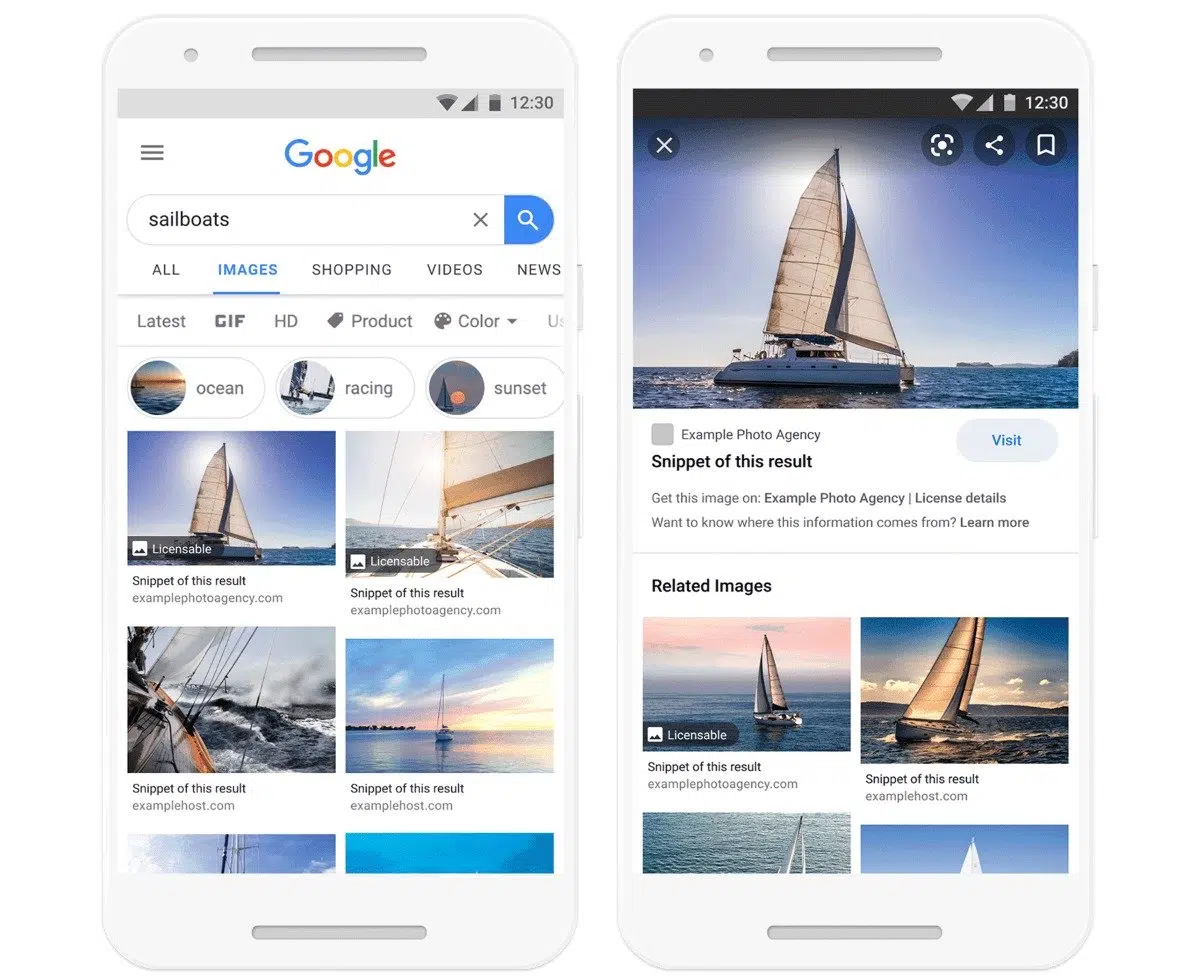 12:30
Google
sailboats
ALL IMAGES SHOPPING VIDEOS NEWS
Latest GIF HD Product Color Us
ocean racing sunset
Licensable
Snippet of this result
examplephotoagency.com
Licensable
Snippet of this result
examplephotoagency.com
Snippet of this result
examplehost.com
Snippet of this result
examplehost.com
12:30
Example Photo Agency
Visit
Snippet of this result
Get this image on: Example Photo Agency | License details
Want to know where this information comes from? Learn more
Related Images
Licensable
Snippet of this result
examplephotoagency.com
Snippet of this result
examplehost.com